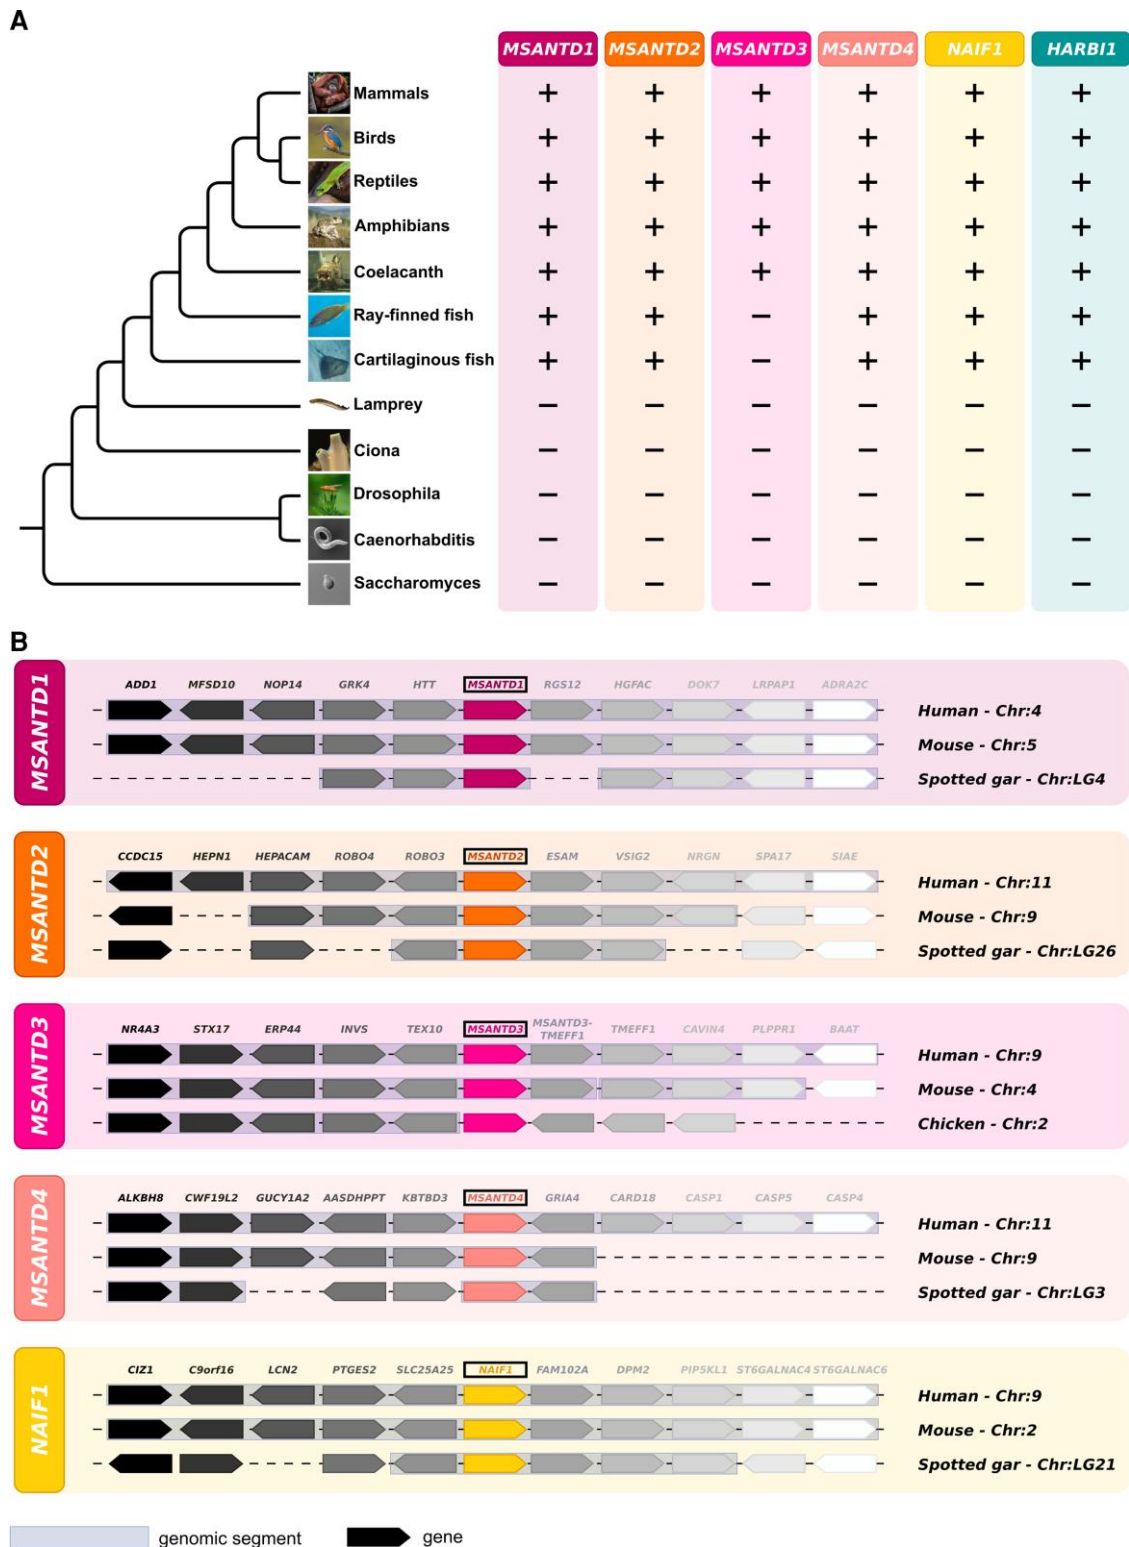 A
MSANTD1 MSANTD2 MSANTD3 MSANTD4 NAIF1 HARBI1
Mammals + + + + + +
Birds + + + + + +
Reptiles + + + + + +
Amphibians + + + + + +
Coelacanth + + + + + +
Ray-finned fish + + − + + +
Cartilaginous fish + + − + + +
Lamprey − − − − − −
Ciona − − − − − −
Drosophila − − − − − −
Caenorhabditis − − − − − −
Saccharomyces − − − − − −
B
MSANTD1
ADD1 MFSD10 NOP14 GRK4 HTT MSANTD1 RGS12 HGFAC DOK7 LRPAP1 ADRA2C
Human - Chr:4
Mouse - Chr:5
Spotted gar - Chr:LG4
MSANTD2
CCDC15 HEPN1 HEPACAM ROBO4 ROBO3 MSANTD2 ESAM VSIG2 NRGN SPA17 SIAE
Human - Chr:11
Mouse - Chr:9
Spotted gar - Chr:LG26
MSANTD3
NR4A3 STX17 ERP44 INVS TEX10 MSANTD3 MSANTD3-TMEFF1 TMEFF1 CAVIN4 PLPPR1 BAAT
Human - Chr:9
Mouse - Chr:4
Chicken - Chr:2
MSANTD4
ALKBH8 CWF19L2 GUCY1A2 AASDHPPT KBTBD3 MSANTD4 GRIA4 CARD18 CASP1 CASP5 CASP4
Human - Chr:11
Mouse - Chr:9
Spotted gar - Chr:LG3
NAIF1
CIZ1 C9orf16 LCN2 PTGES2 SLC25A25 NAIF1 FAM102A DPM2 PIP5KL1 ST6GALNAC4 ST6GALNAC6
Human - Chr:9
Mouse - Chr:2
Spotted gar - Chr:LG21
genomic segment gene